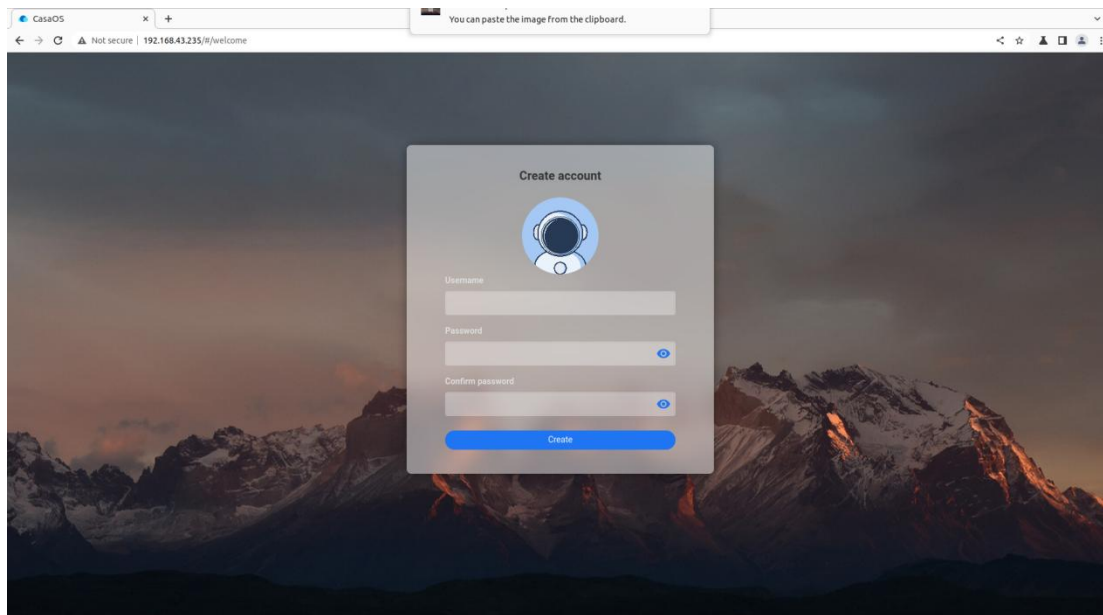 CasaOS
You can paste the image from the clipboard.
Not secure 192.168.43.235/#/welcome
Create account
Username
Password
Confirm password
Create